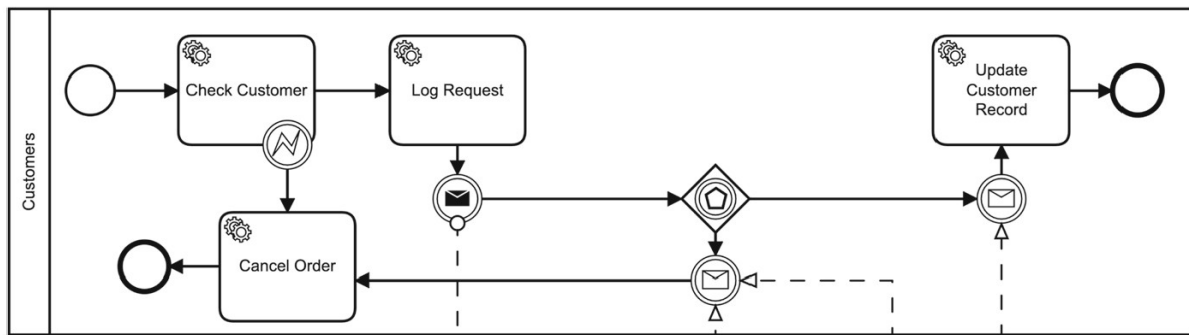 Customers
Check Customer
Log Request
Update
Customer
Record
Cancel Order